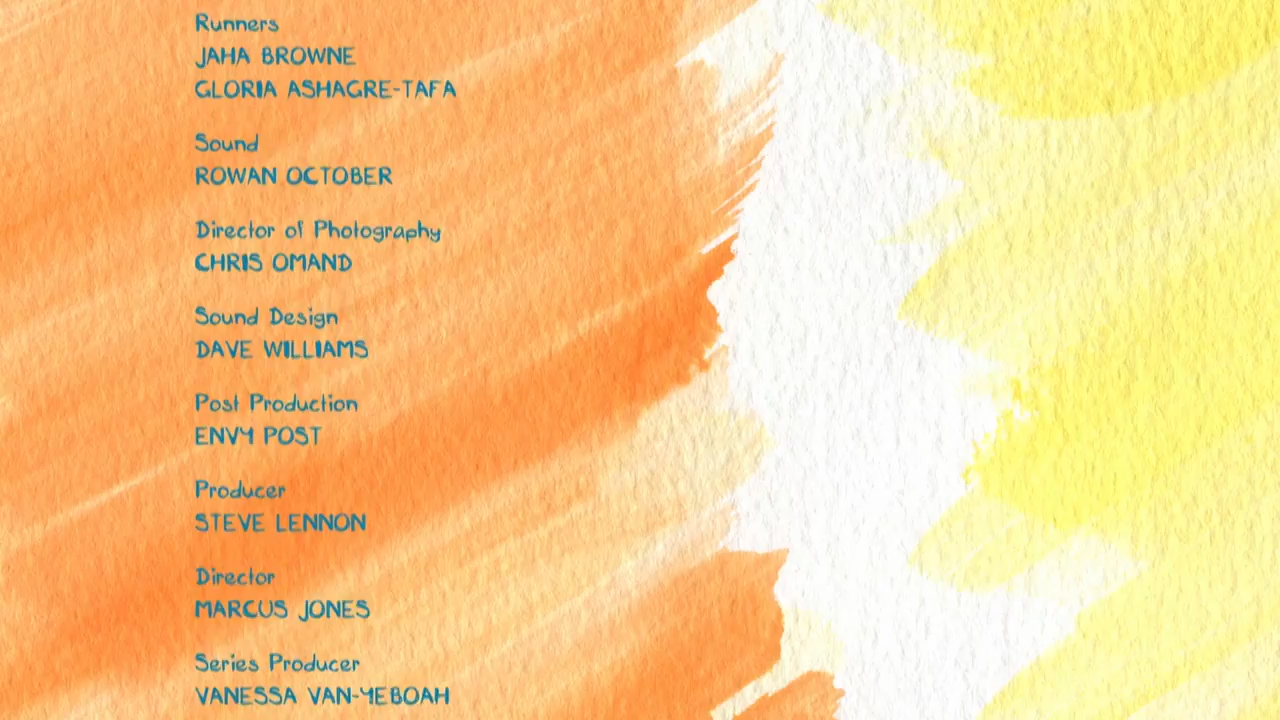 Runners
JAHA BROWNE
GLORIA ASHAGRE-TAFA
Sound
ROWAN OCTOBER
Director of Photography
CHRIS OMAND
Sound Design
DAVE WILLIAMS
Post Production
ENVY POST
Producer
STEVE LENNON
Director
MARCUS JONES
Series Producer
VANESSA VAN-YEBOAH